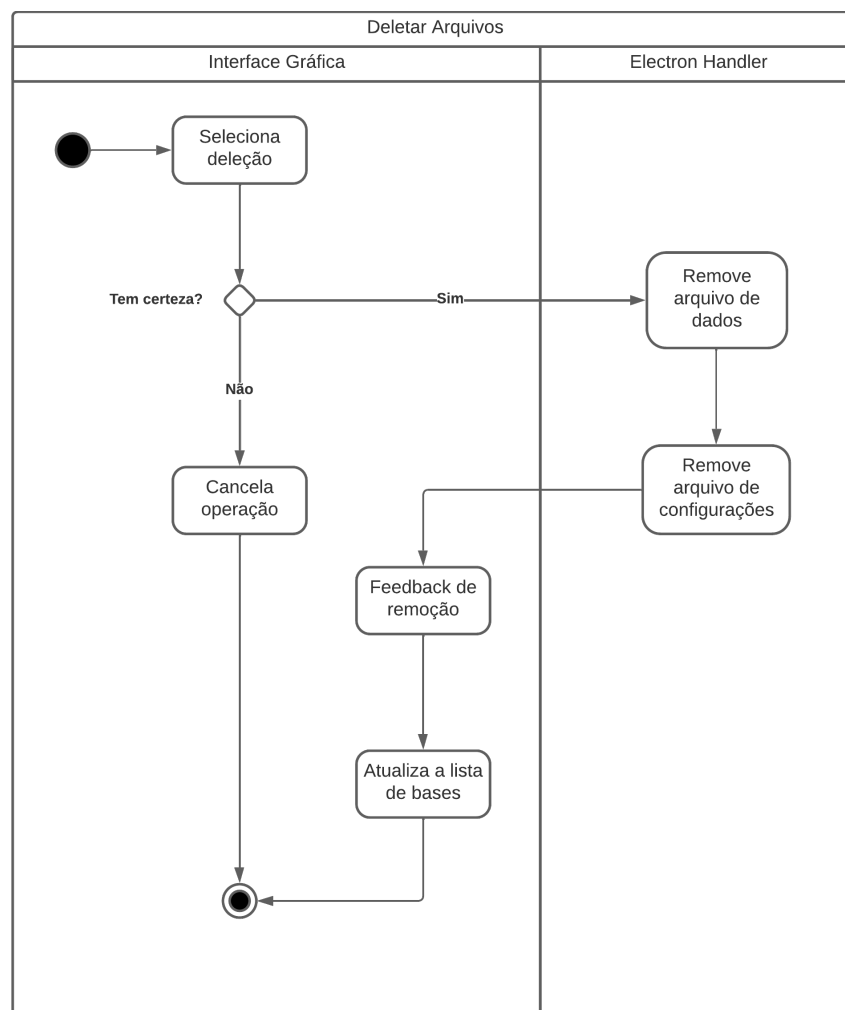 Deletar Arquivos
Interface Gráfica
Electron Handler
Seleciona
deleção
Tem certeza?
Sim
Remove
arquivo de
dados
Não
Cancela
operação
Remove
arquivo de
configurações
Feedback de
remoção
Atualiza a lista
de bases